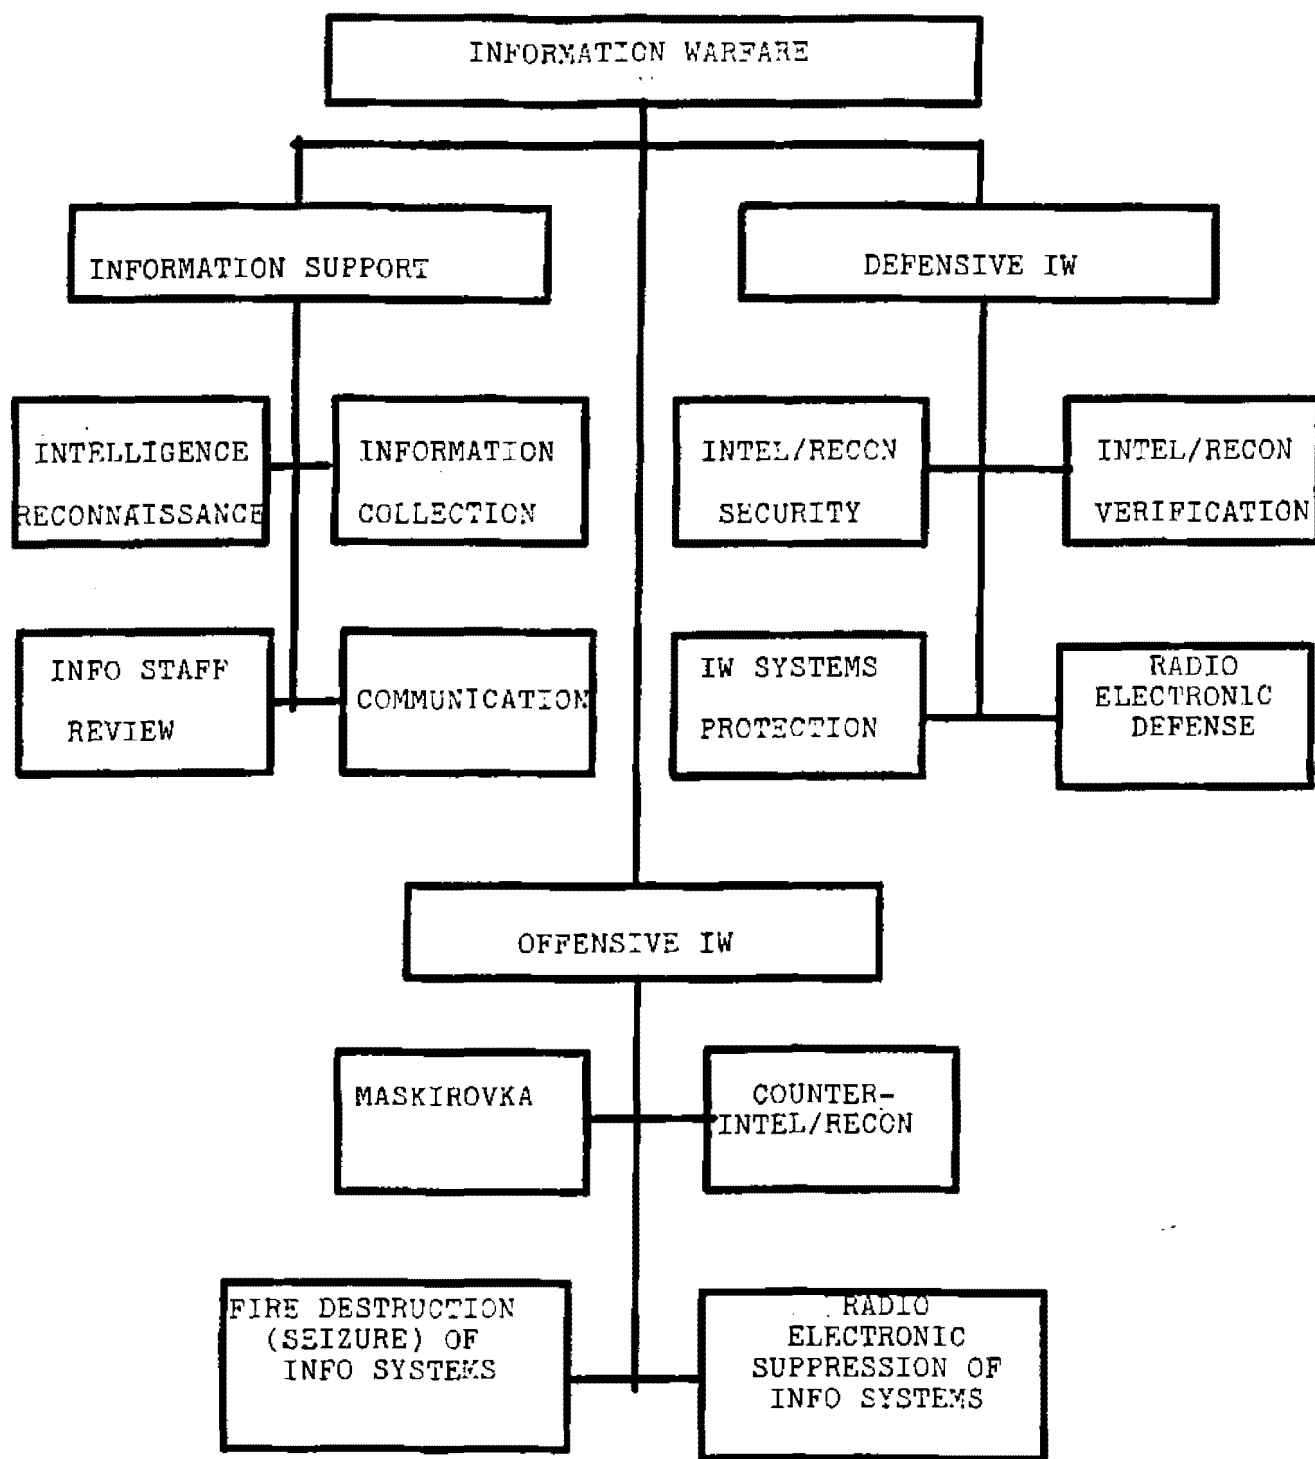 INFORMATION WARFARE
INFORMATION SUPPORT
DEFENSIVE IW
INTELLIGENCE
RECONNAISSANCE
INFORMATION
COLLECTION
INTEL/RECON
SECURITY
INTEL/RECON
VERIFICATION
INFO STAFF
REVIEW
COMMUNICATION
IW SYSTEMS
PROTECTION
RADIO
ELECTRONIC
DEFENSE
OFFENSIVE IW
MASKIROVKA
COUNTER-
INTEL/RECON
FIRE DESTRUCTION
(SEIZURE) OF
INFO SYSTEMS
RADIO
ELECTRONIC
SUPPRESSION OF
INFO SYSTEMS